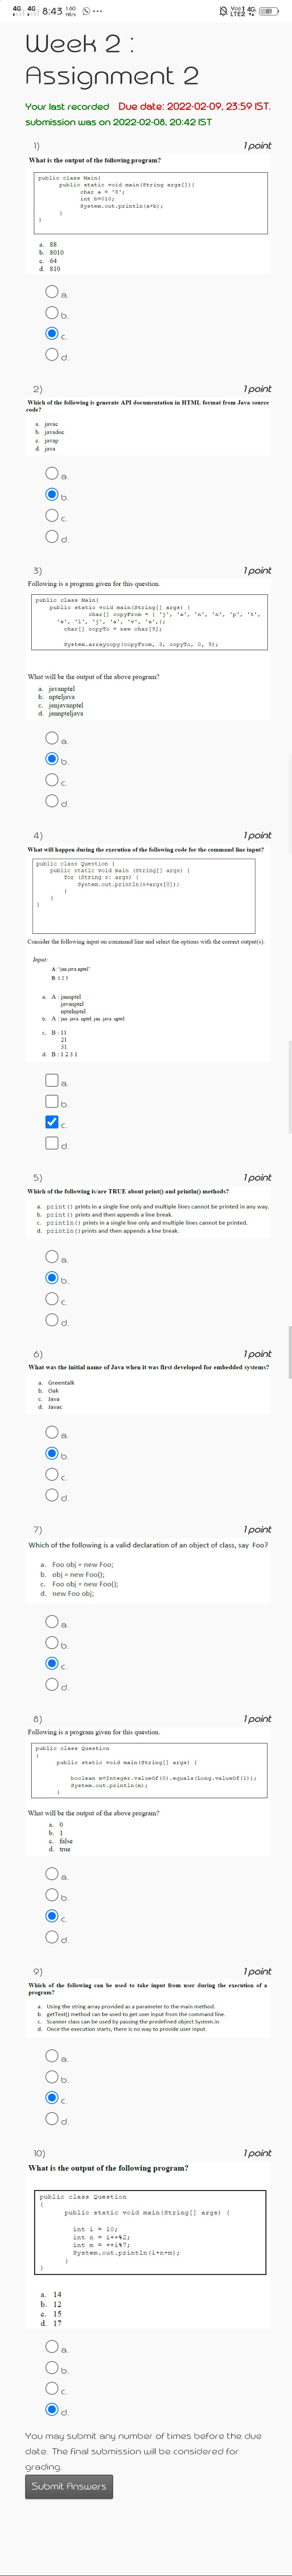 4G 4G 8:43 160 KB/s ... Vo) 1 4G LTE2 61
Week 2 :
Assignment 2
Your last recorded Due date: 2022-02-09, 23:59 IST.
submission was on 2022-02-08, 20:42 IST
1) 1 point
What is the output of the following program?
public class Main{
public static void main(String args[]){
char a = '8';
int b=010;
System.out.println(a+b);
}
}
a. 88
b. 8010
c. 64
d. 810
a.
b.
c.
d.
2) 1 point
Which of the following is generate API documentation in HTML format from Java source
code?
a. javac
b. javadoc
c. javap
d. java
a.
b.
c.
d.
3) 1 point
Following is a program given for this question.
public class Main{
public static void main(String[] args) {
char[] copyFrom = { 'j', 'a', 'n', 'n', 'p', 't',
'e', 'l', 'j', 'a', 'v', 'a',};
char[] copyTo = new char[9];
System.arraycopy(copyFrom, 3, copyTo, 0, 9);
What will be the output of the above program?
a. javanptel
b. npteljava
c. janjavanptel
d. jannpteljava
a.
b.
c.
d.
4) 1 point
What will happen during the execution of the following code for the command line input?
public class Question {
public static void main (String[] args) {
for (String s: args) {
System.out.println(s+args[0]);
}
}
}
Consider the following input on command line and select the options with the correct output(s).
Input:
A: "jan java nptel"
B: 1 2 3
a. A : jannptel
javanptel
nptelnptel
b. A : jan java nptel jan java nptel
c. B : 11
21
31
d. B : 1 2 3 1
a.
b.
c.
d.
5) 1 point
Which of the following is/are TRUE about print() and println() methods?
a. print() prints in a single line only and multiple lines cannot be printed in any way.
b. print() prints and then appends a line break.
c. println() prints in a single line only and multiple lines cannot be printed.
d. println() prints and then appends a line break.
a.
b.
c.
d.
6) 1 point
What was the initial name of Java when it was first developed for embedded systems?
a. Greentalk
b. Oak
c. Java
d. Javac
a.
b.
c.
d.
7) 1 point
Which of the following is a valid declaration of an object of class, say Foo?
a. Foo obj = new Foo;
b. obj = new Foo();
c. Foo obj = new Foo();
d. new Foo obj;
a.
b.
c.
d.
8) 1 point
Following is a program given for this question.
public class Question
{
public static void main(String[] args) {
boolean m=Integer.valueOf(0).equals(Long.valueOf(1));
System.out.println(m);
}
What will be the output of the above program?
a. 0
b. 1
c. false
d. true
a.
b.
c.
d.
9) 1 point
Which of the following can be used to take input from user during the execution of a
program?
a. Using the string array provided as a parameter to the main method.
b. getText() method can be used to get user input from the command line.
c. Scanner class can be used by passing the predefined object System.in
d. Once the execution starts, there is no way to provide user input.
a.
b.
c.
d.
10) 1 point
What is the output of the following program?
public class Question
{
public static void main(String[] args) {
int i = 10;
int n = i++%2;
int m = ++i%7;
System.out.println(i+n+m);
}
}
a. 14
b. 12
c. 15
d. 17
a.
b.
c.
d.
You may submit any number of times before the due
date. The final submission will be considered for
grading.
Submit Answers